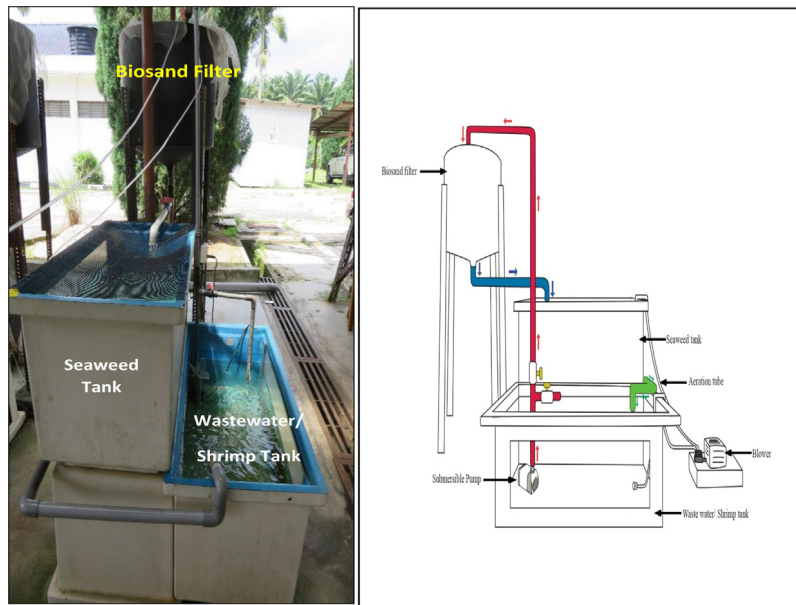 Biosand Filter
Seaweed
Tank
Wastewater/
Shrimp Tank
Biosand filter
Seaweed tank
Aeration tube
Blower
Submersible Pump
Waste water/ Shrimp tank